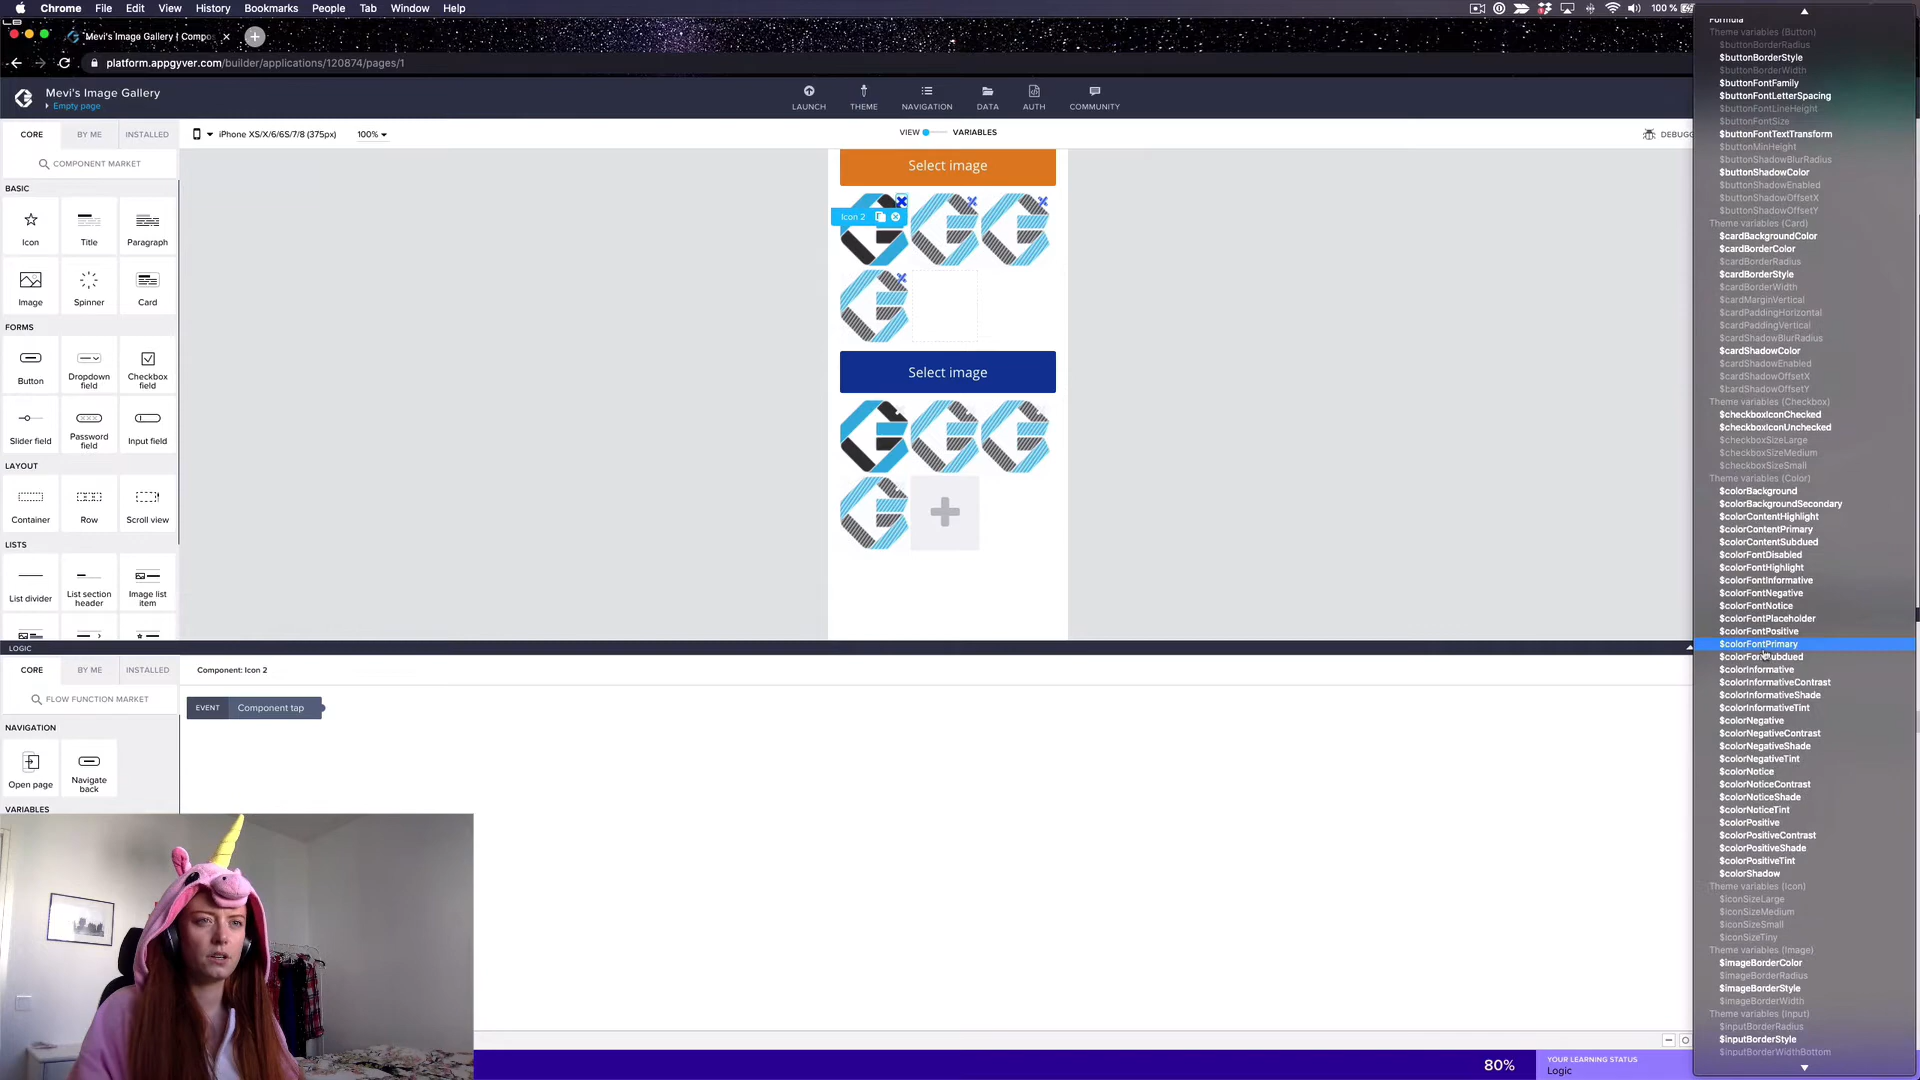 Chrome File Edit View History Bookmarks People Tab Window Help 100 %
Mevi's Image Gallery | Compo
platform.appgyver.com/builder/applications/120874/pages/1
Mevi's Image Gallery
Empty page
LAUNCH THEME NAVIGATION DATA AUTH COMMUNITY
CORE BY ME INSTALLED
iPhone XS/X/6/6S/7/8 (375px) 100%
VIEW VARIABLES
DEBUGG
COMPONENT MARKET
BASIC
Icon Title Paragraph
Image Spinner Card
FORMS
Button Dropdown field Checkbox field
Slider field Password field Input field
LAYOUT
Container Row Scroll view
LISTS
List divider List section header Image list item
Select image
Icon 2
Select image
LOGIC
CORE BY ME INSTALLED
Component: Icon 2
FLOW FUNCTION MARKET
EVENT Component tap
NAVIGATION
Open page Navigate back
VARIABLES
80%
YOUR LEARNING STATUS
Logic
Formula
Theme variables (Button)
$buttonBorderRadius
$buttonBorderStyle
$buttonBorderWidth
$buttonFontFamily
$buttonFontLetterSpacing
$buttonFontLineHeight
$buttonFontSize
$buttonFontTextTransform
$buttonMinHeight
$buttonShadowBlurRadius
$buttonShadowColor
$buttonShadowEnabled
$buttonShadowOffsetX
$buttonShadowOffsetY
Theme variables (Card)
$cardBackgroundColor
$cardBorderColor
$cardBorderRadius
$cardBorderStyle
$cardBorderWidth
$cardMarginVertical
$cardPaddingHorizontal
$cardPaddingVertical
$cardShadowBlurRadius
$cardShadowColor
$cardShadowEnabled
$cardShadowOffsetX
$cardShadowOffsetY
Theme variables (Checkbox)
$checkboxIconChecked
$checkboxIconUnchecked
$checkboxSizeLarge
$checkboxSizeMedium
$checkboxSizeSmall
Theme variables (Color)
$colorBackground
$colorBackgroundSecondary
$colorContentHighlight
$colorContentPrimary
$colorContentSubdued
$colorFontDisabled
$colorFontHighlight
$colorFontInformative
$colorFontNegative
$colorFontNotice
$colorFontPlaceholder
$colorFontPositive
$colorFontPrimary
$colorFontSubdued
$colorInformative
$colorInformativeContrast
$colorInformativeShade
$colorInformativeTint
$colorNegative
$colorNegativeContrast
$colorNegativeShade
$colorNegativeTint
$colorNotice
$colorNoticeContrast
$colorNoticeShade
$colorNoticeTint
$colorPositive
$colorPositiveContrast
$colorPositiveShade
$colorPositiveTint
$colorShadow
Theme variables (Icon)
$iconSizeLarge
$iconSizeMedium
$iconSizeSmall
$iconSizeTiny
Theme variables (Image)
$imageBorderColor
$imageBorderRadius
$imageBorderStyle
$imageBorderWidth
Theme variables (Input)
$inputBorderRadius
$inputBorderStyle
$inputBorderWidthBottom